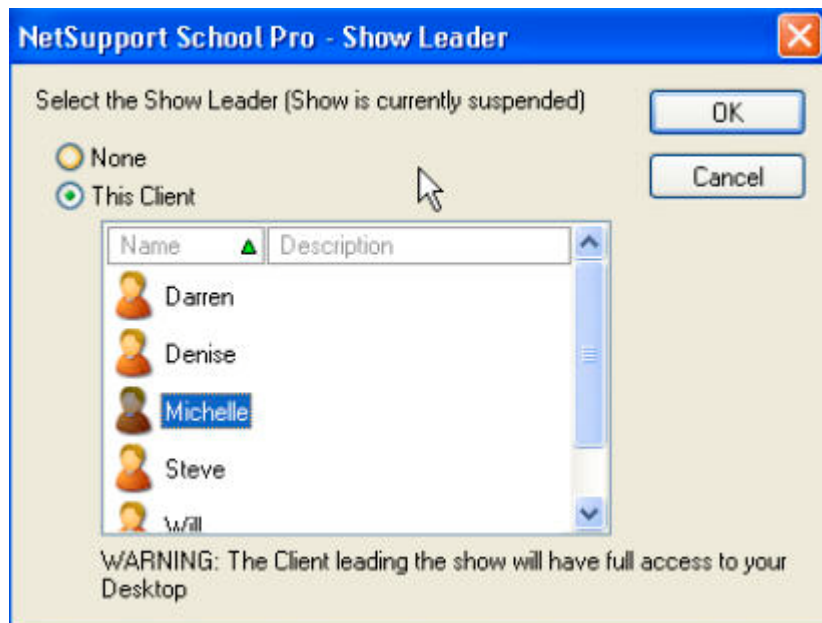 NetSupport School Pro - Show Leader
Select the Show Leader (Show is currently suspended)
OK
None
Cancel
This Client
Name Description
Darren
Denise
Michelle
Steve
Will
WARNING: The Client leading the show will have full access to your
Desktop